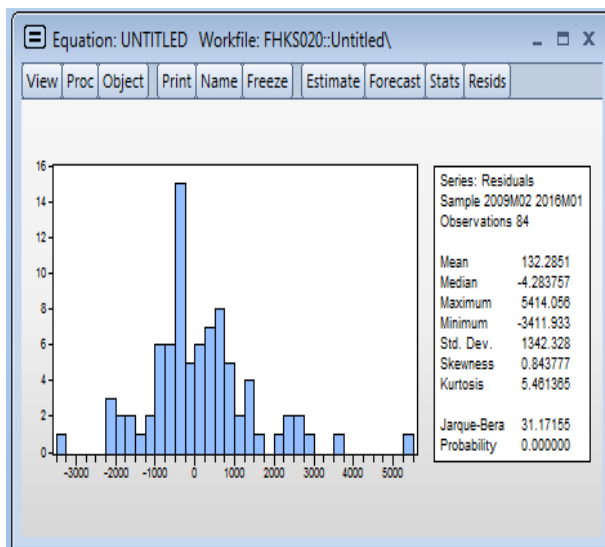 Equation: UNTITLED Workfile: FHKS020::Untitled\
View Proc Object Print Name Freeze Estimate Forecast Stats Resids
16
14
12
10
8
6
4
2
0
-3000 -2000 -1000 0 1000 2000 3000 4000 5000
Series: Residuals
Sample 2009M02 2016M01
Observations 84
Mean 132.2851
Median -4.283757
Maximum 5414.056
Minimum -3411.933
Std. Dev. 1342.328
Skewness 0.843777
Kurtosis 5.461365
Jarque-Bera 31.17155
Probability 0.000000